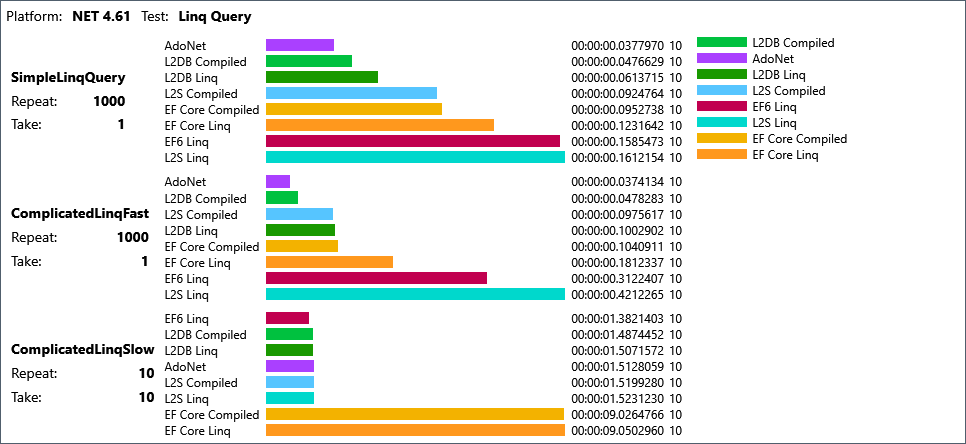 Platform: NET 4.61 Test: Linq Query
SimpleLinqQuery
Repeat: 1000
Take: 1
AdoNet 00:00:00.0377970 10
L2DB Compiled 00:00:00.0476629 10
L2DB Linq 00:00:00.0613715 10
L2S Compiled 00:00:00.0924764 10
EF Core Compiled 00:00:00.0952738 10
EF Core Linq 00:00:00.1231642 10
EF6 Linq 00:00:00.1585473 10
L2S Linq 00:00:00.1612154 10
L2DB Compiled
AdoNet
L2DB Linq
L2S Compiled
EF6 Linq
L2S Linq
EF Core Compiled
EF Core Linq
ComplicatedLinqFast
Repeat: 1000
Take: 1
AdoNet 00:00:00.0374134 10
L2DB Compiled 00:00:00.0478283 10
L2S Compiled 00:00:00.0975617 10
L2DB Linq 00:00:00.1002902 10
EF Core Compiled 00:00:00.1040911 10
EF Core Linq 00:00:00.1812337 10
EF6 Linq 00:00:00.3122407 10
L2S Linq 00:00:00.4212265 10
ComplicatedLinqSlow
Repeat: 10
Take: 10
EF6 Linq 00:00:01.3821403 10
L2DB Compiled 00:00:01.4874452 10
L2DB Linq 00:00:01.5071572 10
AdoNet 00:00:01.5128059 10
L2S Compiled 00:00:01.5199280 10
L2S Linq 00:00:01.5231230 10
EF Core Compiled 00:00:09.0264766 10
EF Core Linq 00:00:09.0502960 10